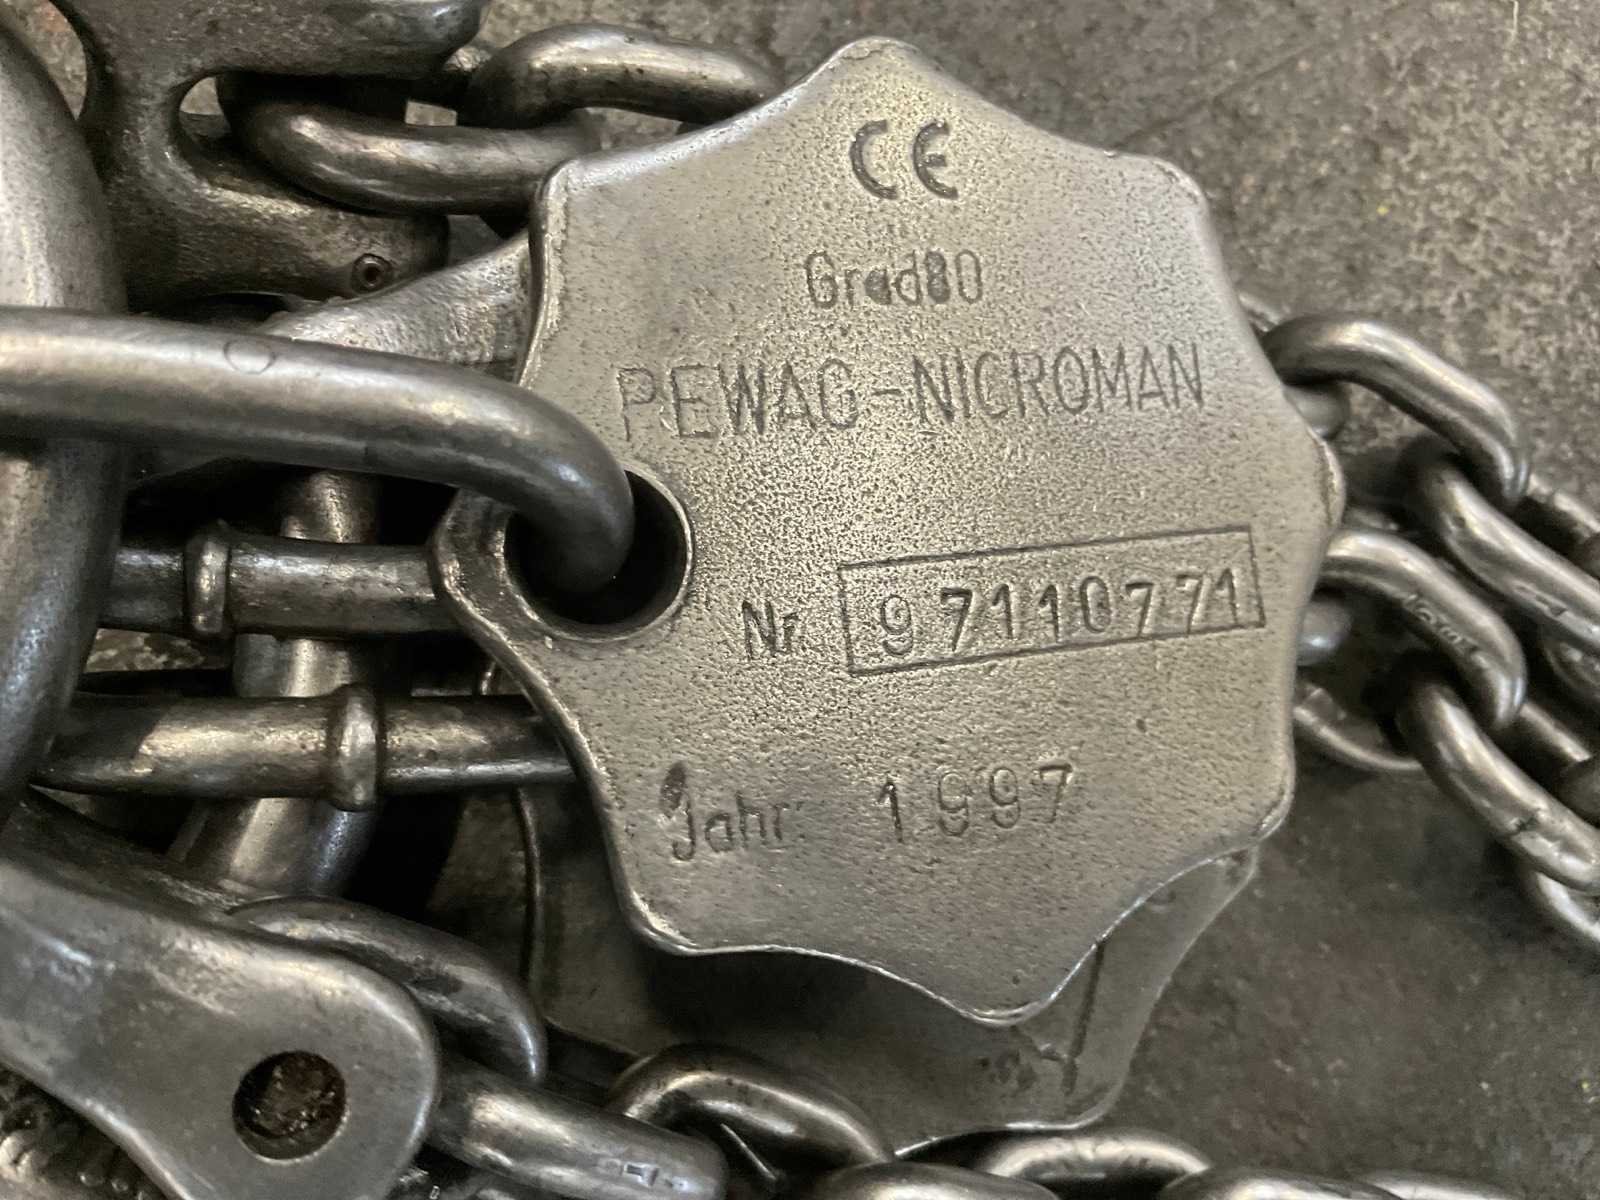 CE
Grad80
PEWAG-NICROMAN
Nr. 97110771
Jahr: 1997